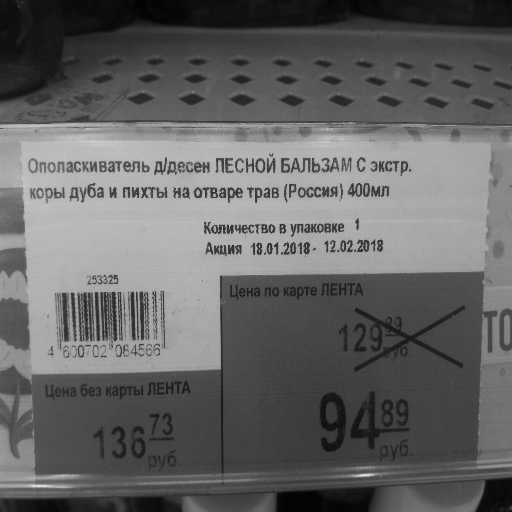 Ополаскиватель д/десен ЛЕСНОЙ БАЛЬЗАМ С экстр.
коры дуба и пихты на отваре трав (Россия) 400мл
Количество в упаковке 1
Акция 18.01.2018 - 12.02.2018
253325
4 600702 084566
Цена по карте ЛЕНТА
129 89
руб.
94 89
руб.
Цена без карты ЛЕНТА
136 73
руб
ТО